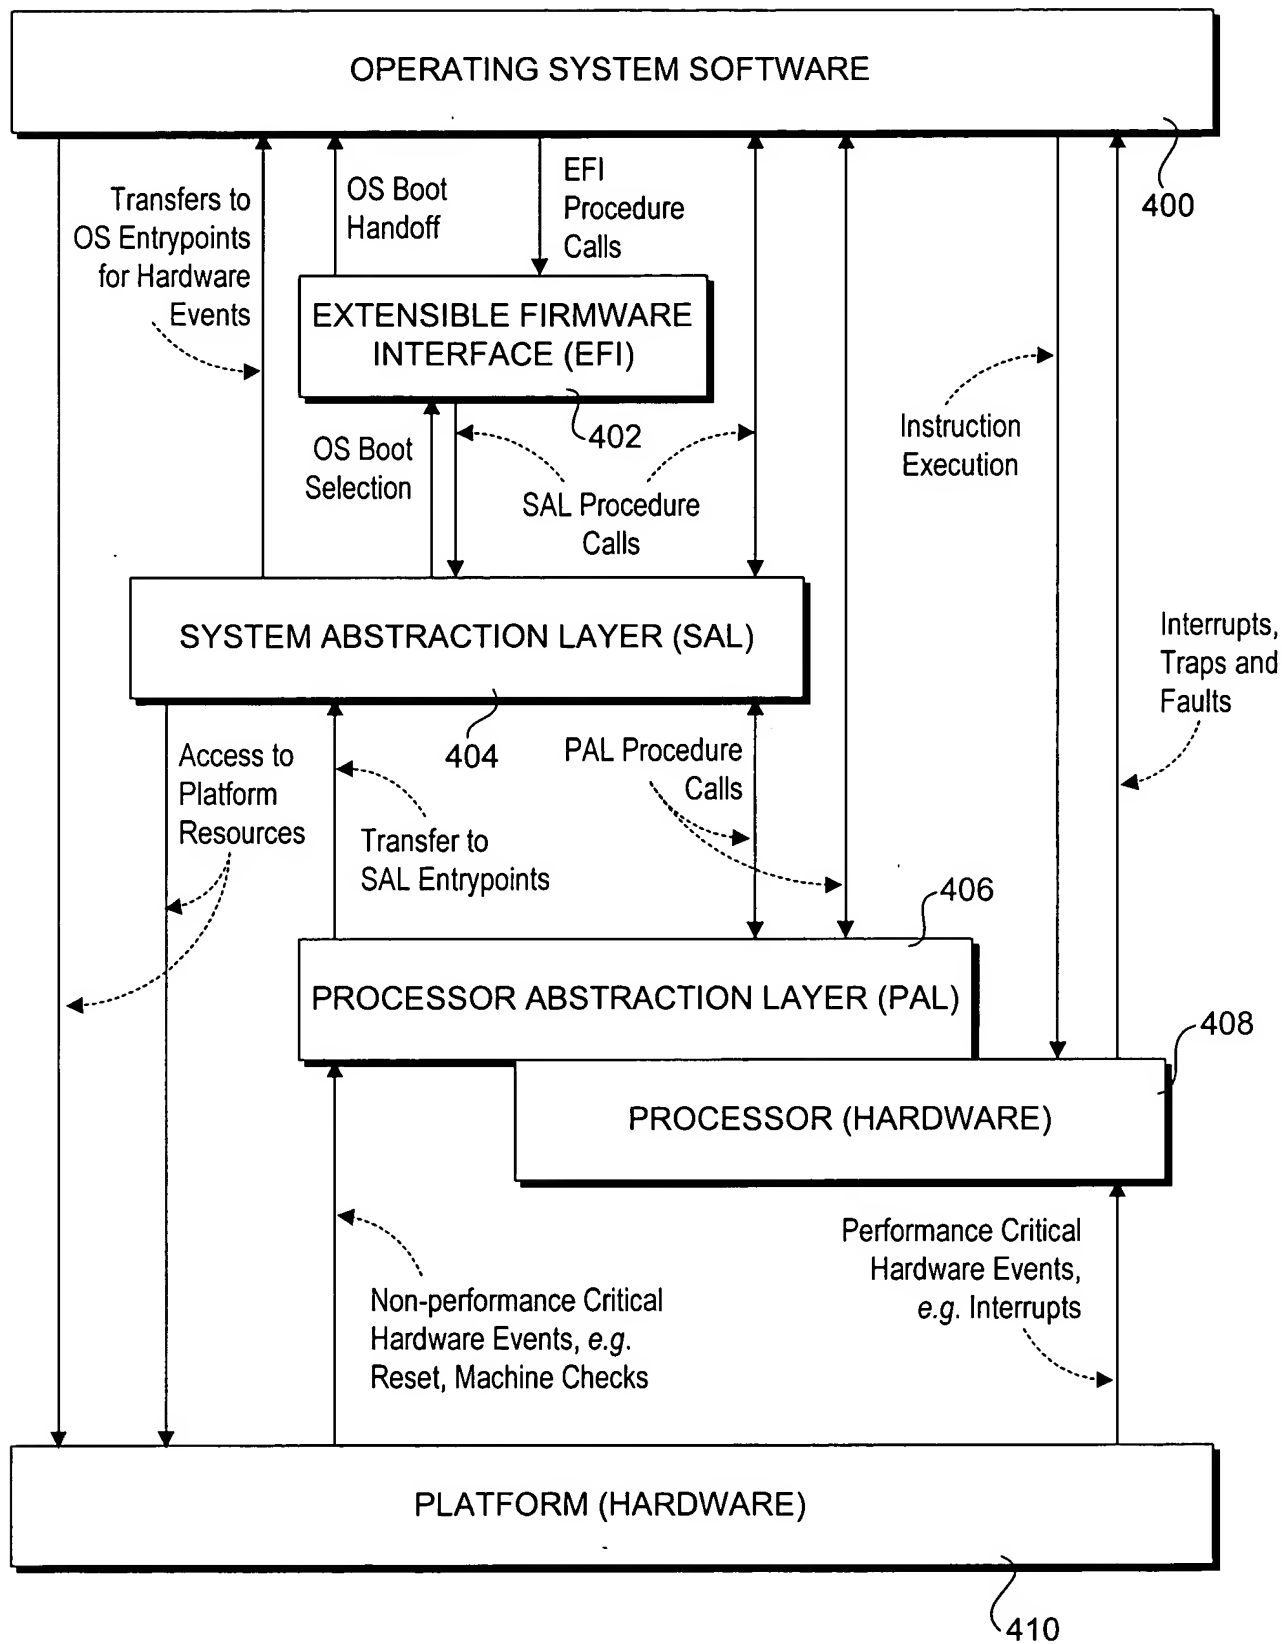 OPERATING SYSTEM SOFTWARE
400
Transfers to
OS Entrypoints
for Hardware
Events
OS Boot
Handoff
EFI
Procedure
Calls
EXTENSIBLE FIRMWARE
INTERFACE (EFI)
402
OS Boot
Selection
SAL Procedure
Calls
Instruction
Execution
SYSTEM ABSTRACTION LAYER (SAL)
404
Interrupts,
Traps and
Faults
Access to
Platform
Resources
PAL Procedure
Calls
Transfer to
SAL Entrypoints
406
PROCESSOR ABSTRACTION LAYER (PAL)
408
PROCESSOR (HARDWARE)
Performance Critical
Hardware Events,
e.g. Interrupts
Non-performance Critical
Hardware Events, e.g.
Reset, Machine Checks
PLATFORM (HARDWARE)
410